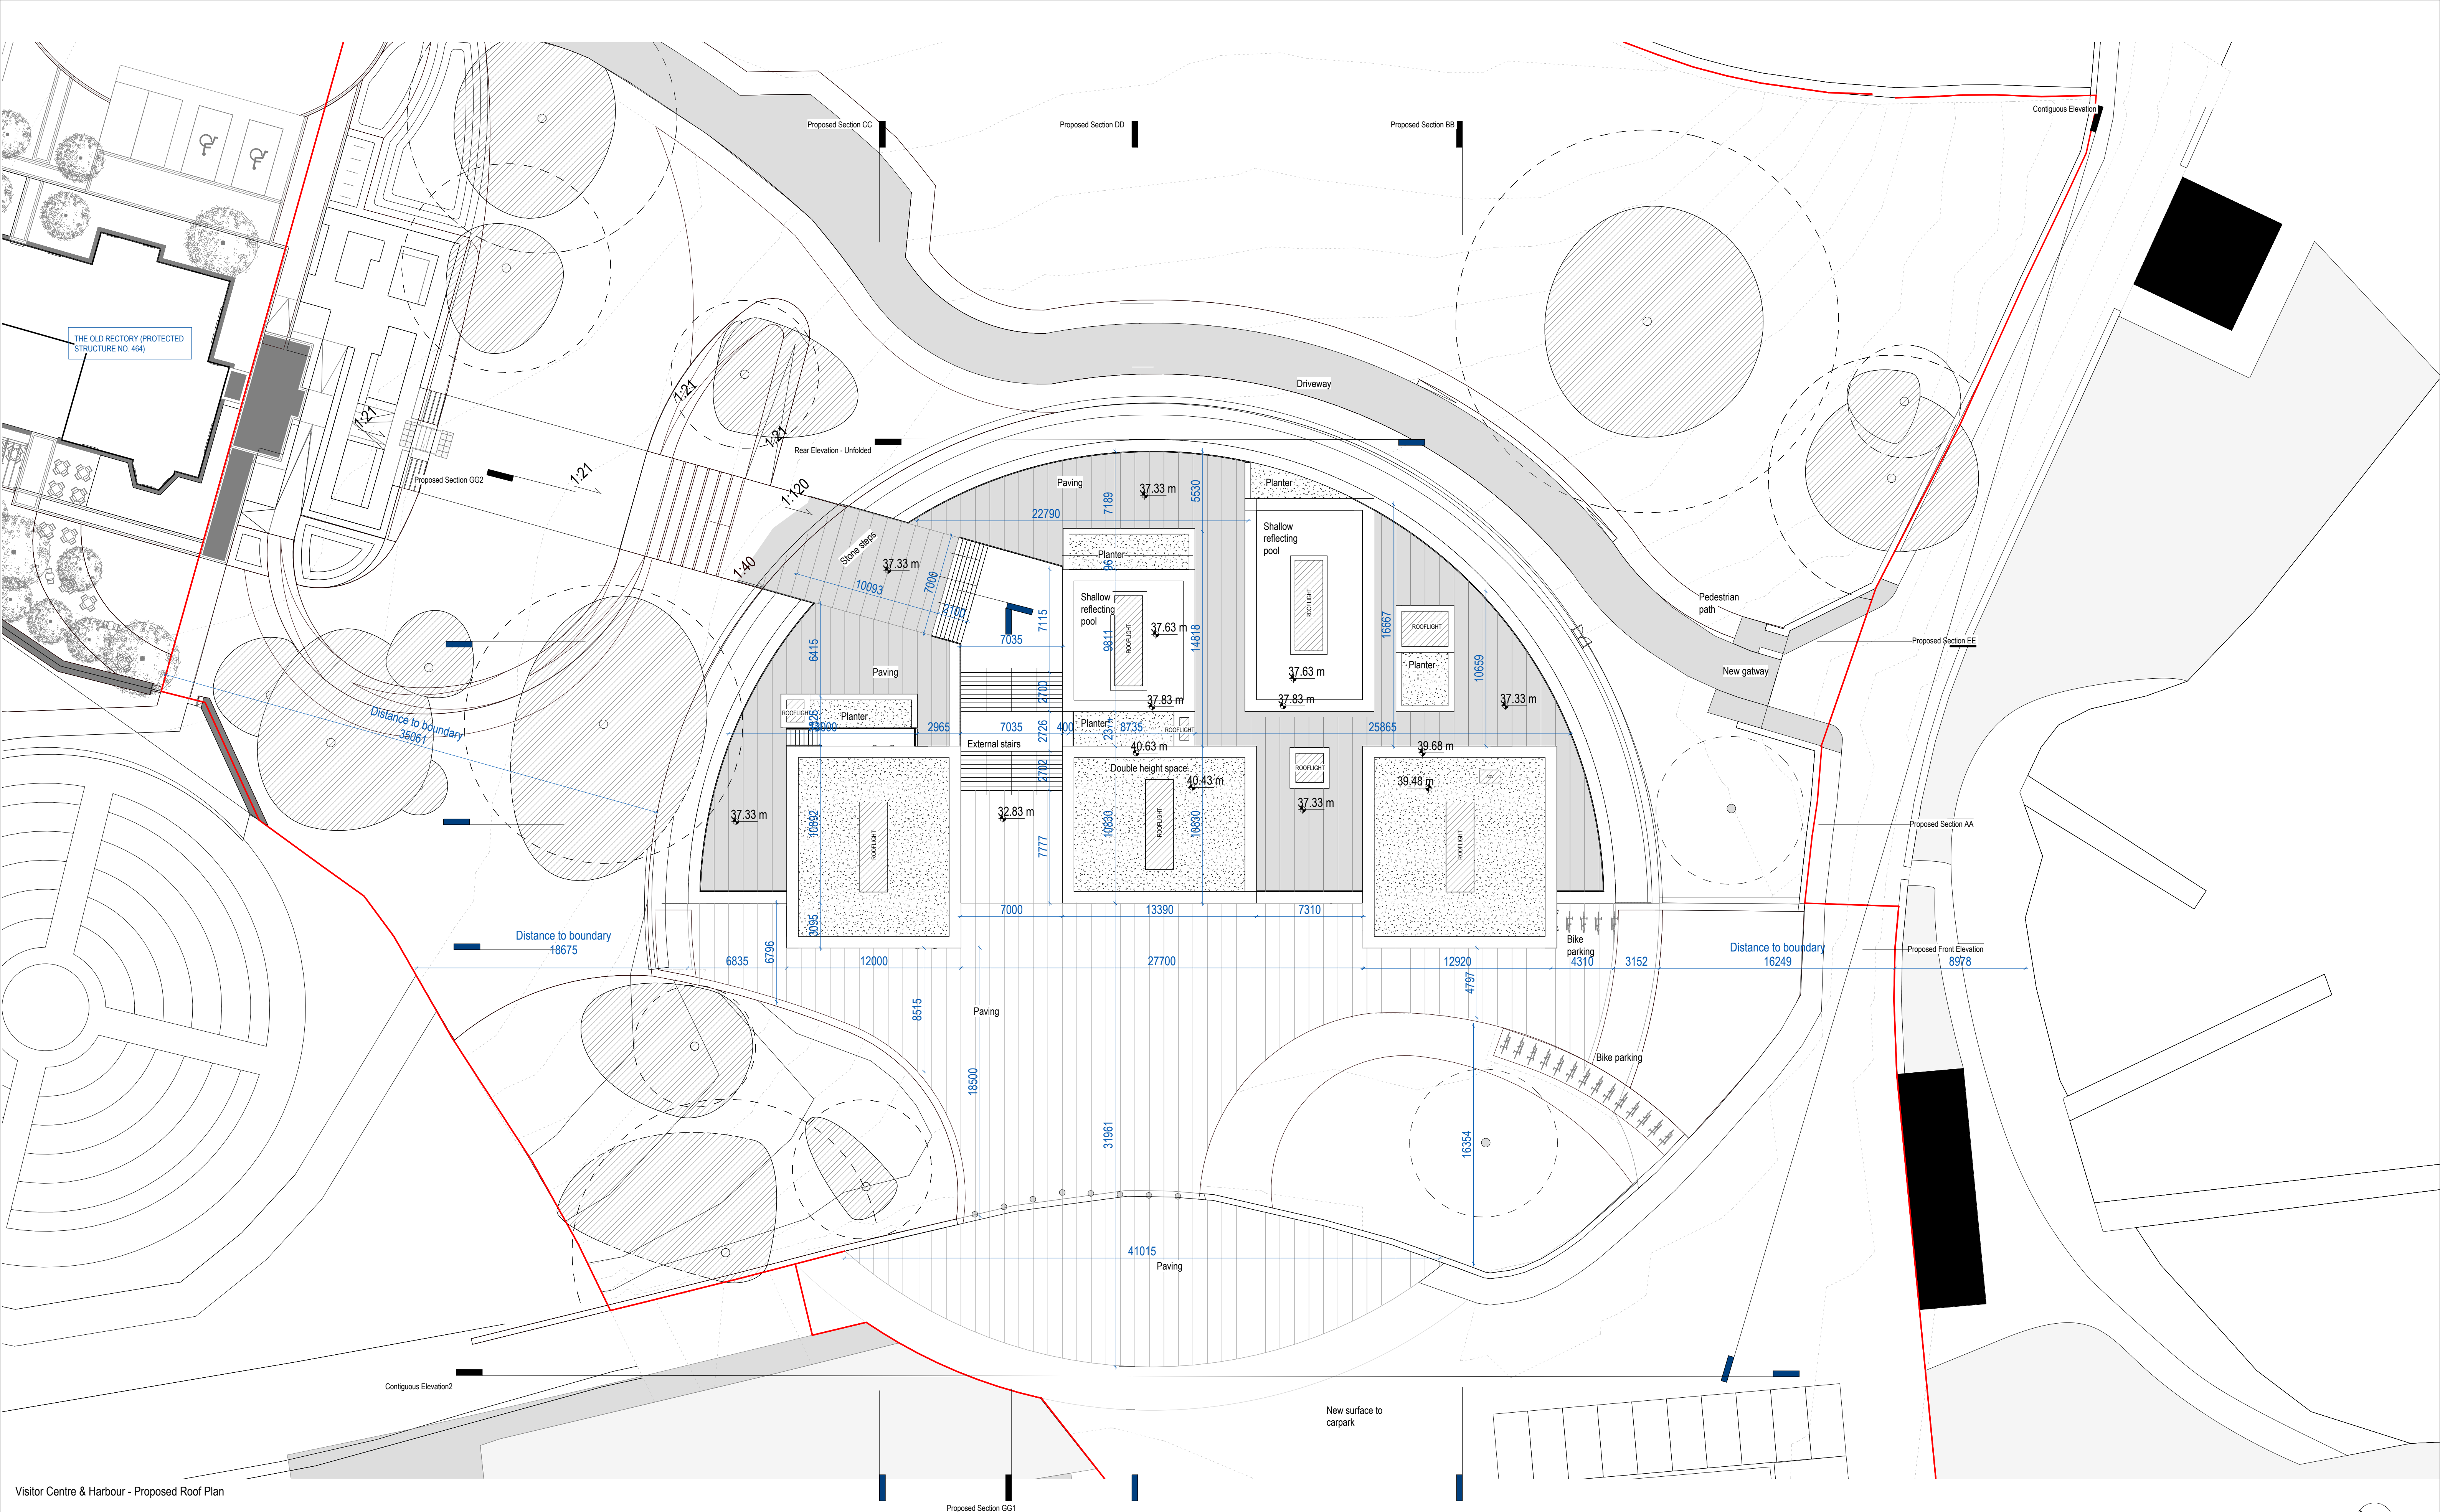 Contiguous Elevation
Proposed Section CC
Proposed Section DD
Proposed Section BB
THE OLD RECTORY (PROTECTED
STRUCTURE NO. 464)
1:21
1:21
1:21
1:21
1:120
1:40
Driveway
Rear Elevation - Unfolded
Proposed Section GG2
Paving
37.33 m
7189
5530
Planter
22790
Shallow
reflecting
pool
Stone steps
37.33 m
10093
7000
2100
Planter
961
7115
7035
Shallow
reflecting
pool
ROOFLIGHT
37.63 m
9811
14818
ROOFLIGHT
37.63 m
37.83 m
37.83 m
16667
ROOFLIGHT
Planter
10659
37.33 m
Pedestrian
path
Proposed Section EE
New gatway
6415
Paving
ROOFLIGHT
Planter
2965
7035
400
8735
25865
2700
2726
2702
External stairs
Planter
2371
ROOFLIGHT
40.63 m
Double height space
40.43 m
39.68 m
39.48 m
AOV
ROOFLIGHT
37.33 m
Distance to boundary
35061
37.33 m
10892
ROOFLIGHT
32.83 m
7777
10830
ROOFLIGHT
10830
ROOFLIGHT
Proposed Section AA
7000
13390
7310
3095
6796
Distance to boundary
18675
6835
12000
27700
12920
4310
3152
Bike
parking
Distance to boundary
16249
Proposed Front Elevation
8978
4797
8515
Paving
18500
31961
16354
Bike parking
41015
Paving
Contiguous Elevation2
New surface to
carpark
Visitor Centre & Harbour - Proposed Roof Plan
Proposed Section GG1